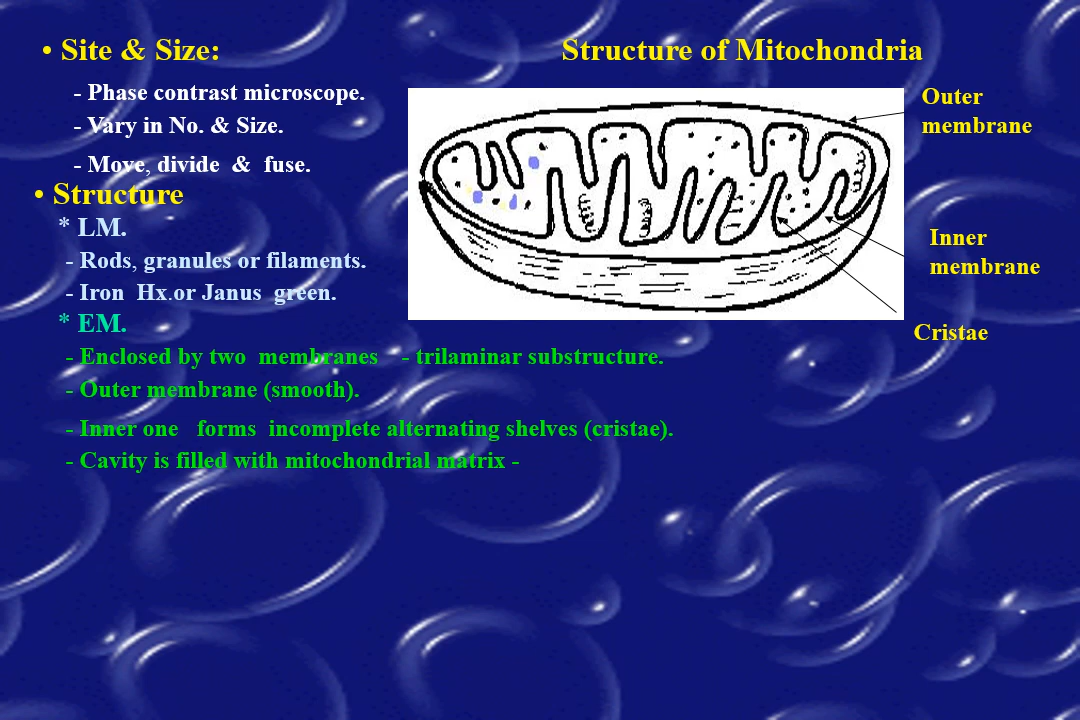 • Site & Size:
Structure of Mitochondria
- Phase contrast microscope.
- Vary in No. & Size.
- Move, divide & fuse.
• Structure
* LM.
- Rods, granules or filaments.
- Iron Hx.or Janus green.
* EM.
- Enclosed by two membranes - trilaminar substructure.
- Outer membrane (smooth).
- Inner one forms incomplete alternating shelves (cristae).
- Cavity is filled with mitochondrial matrix -
Outer
membrane
Inner
membrane
Cristae